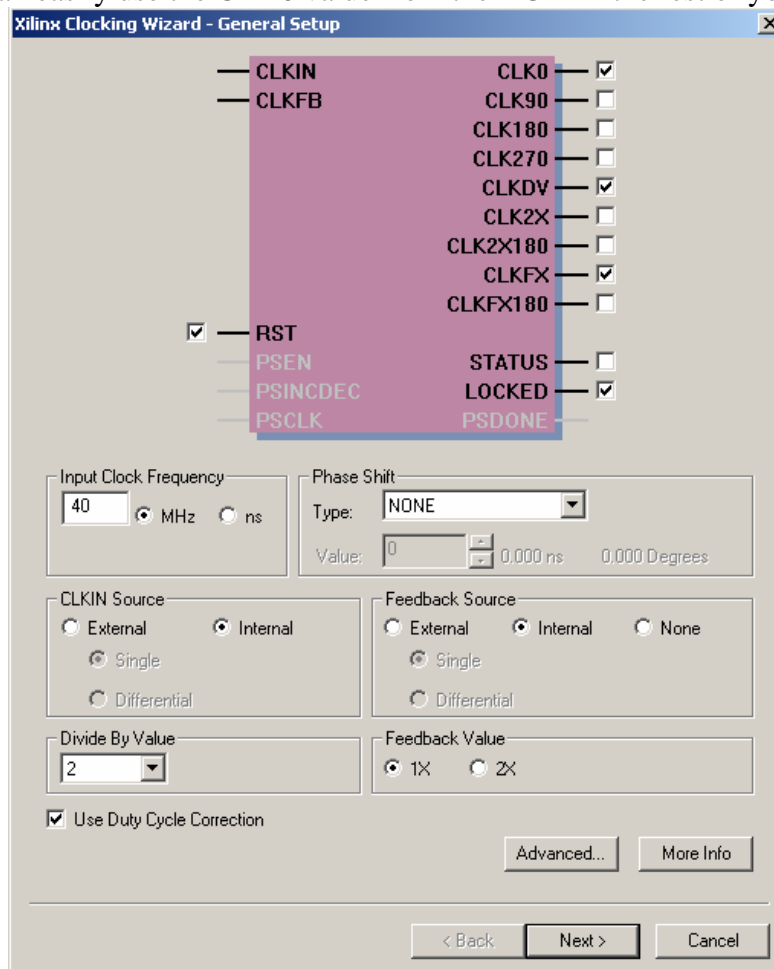 Xilinx Clocking Wizard - General Setup
CLKIN CLK0
CLKFB CLK90
CLK180
CLK270
CLKDV
CLK2X
CLK2X180
CLKFX
CLKFX180
RST
PSEN STATUS
PSINCDEC LOCKED
PSCLK PSDONE
Input Clock Frequency
40 MHz ns
Phase Shift
Type: NONE
Value: 0 0.000 ns 0.000 Degrees
CLKIN Source
External Internal
Single
Differential
Feedback Source
External Internal None
Single
Differential
Divide By Value
2
Feedback Value
1X 2X
Use Duty Cycle Correction
Advanced... More Info
< Back Next > Cancel